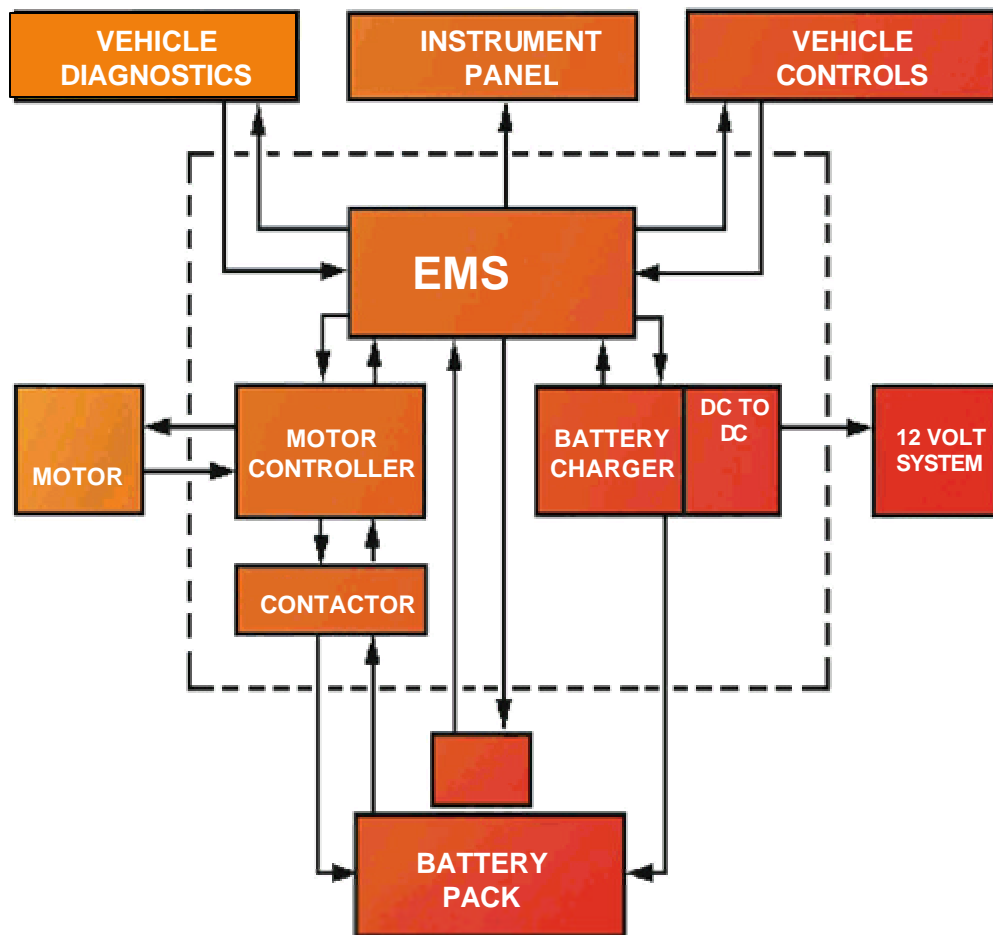 VEHICLE
DIAGNOSTICS
INSTRUMENT
PANEL
VEHICLE
CONTROLS
EMS
MOTOR
MOTOR
CONTROLLER
BATTERY
CHARGER
DC TO
DC
12 VOLT
SYSTEM
CONTACTOR
BATTERY
PACK